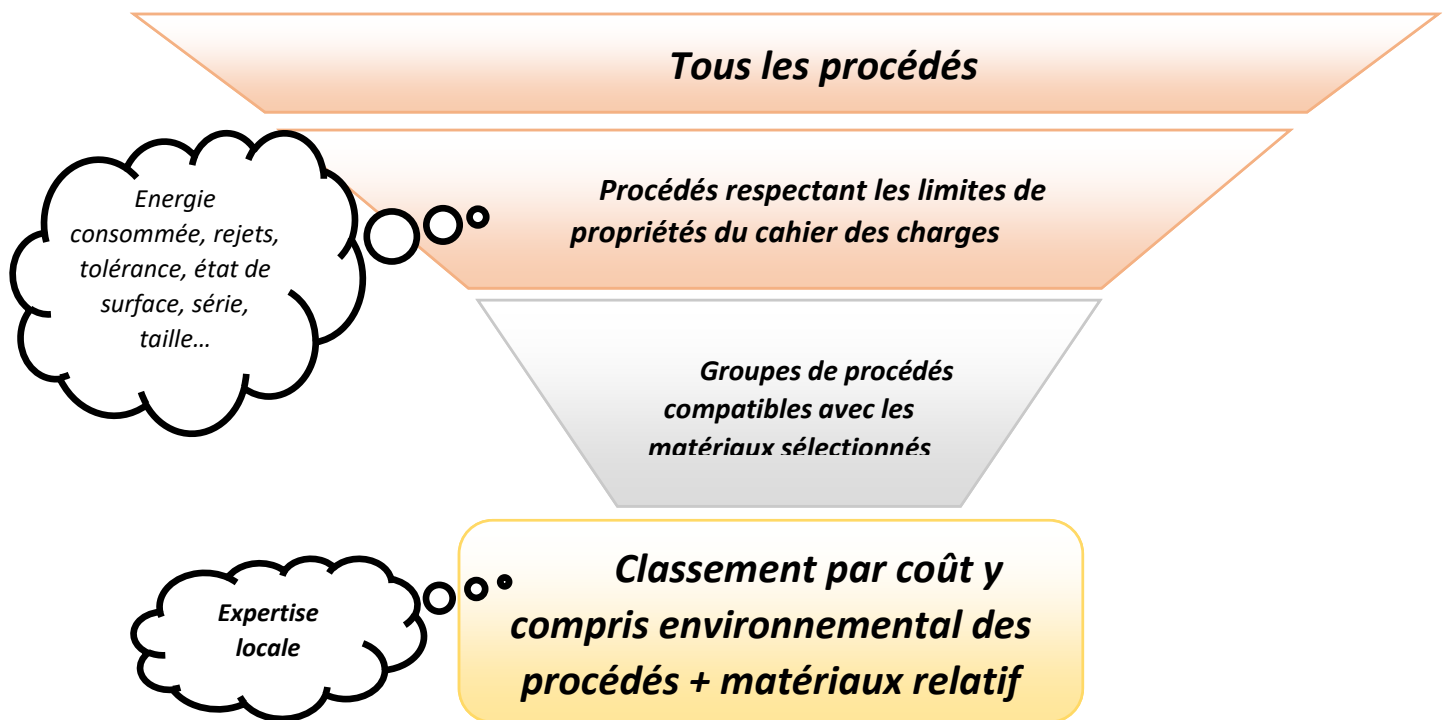 Tous les procédés
Energie
consommée, rejets,
tolérance, état de
surface, série,
taille…
Procédés respectant les limites de
propriétés du cahier des charges
Groupes de procédés
compatibles avec les
matériaux sélectionnés
Expertise
locale
Classement par coût y
compris environnemental des
procédés + matériaux relatif